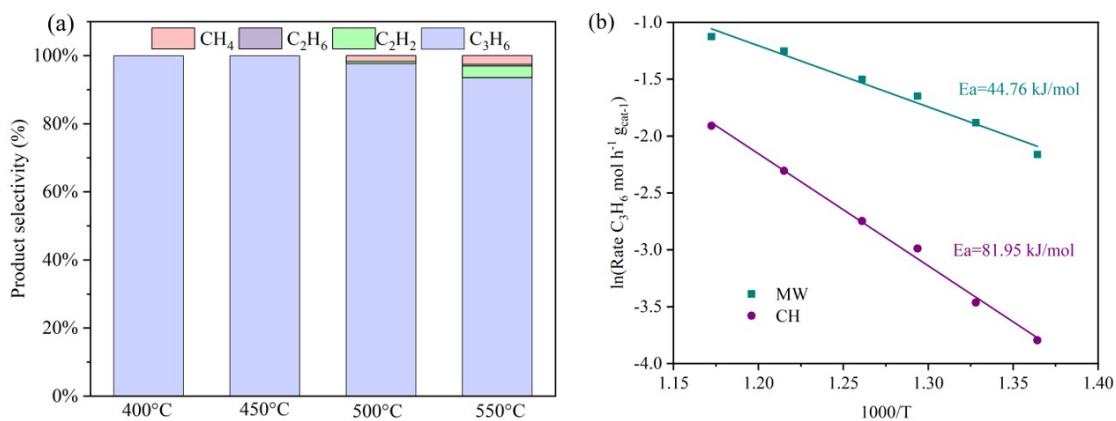 (a)
CH4
C2H6
C2H2
C3H6
100%
80%
60%
40%
20%
0%
Product selectivity (%)
400°C
450°C
500°C
550°C
(b)
-1.0
-1.5
-2.0
-2.5
-3.0
-3.5
-4.0
ln(Rate C3H6 mol h-1 gcat-1)
Ea=44.76 kJ/mol
Ea=81.95 kJ/mol
MW
CH
1.15
1.20
1.25
1.30
1.35
1.40
1000/T